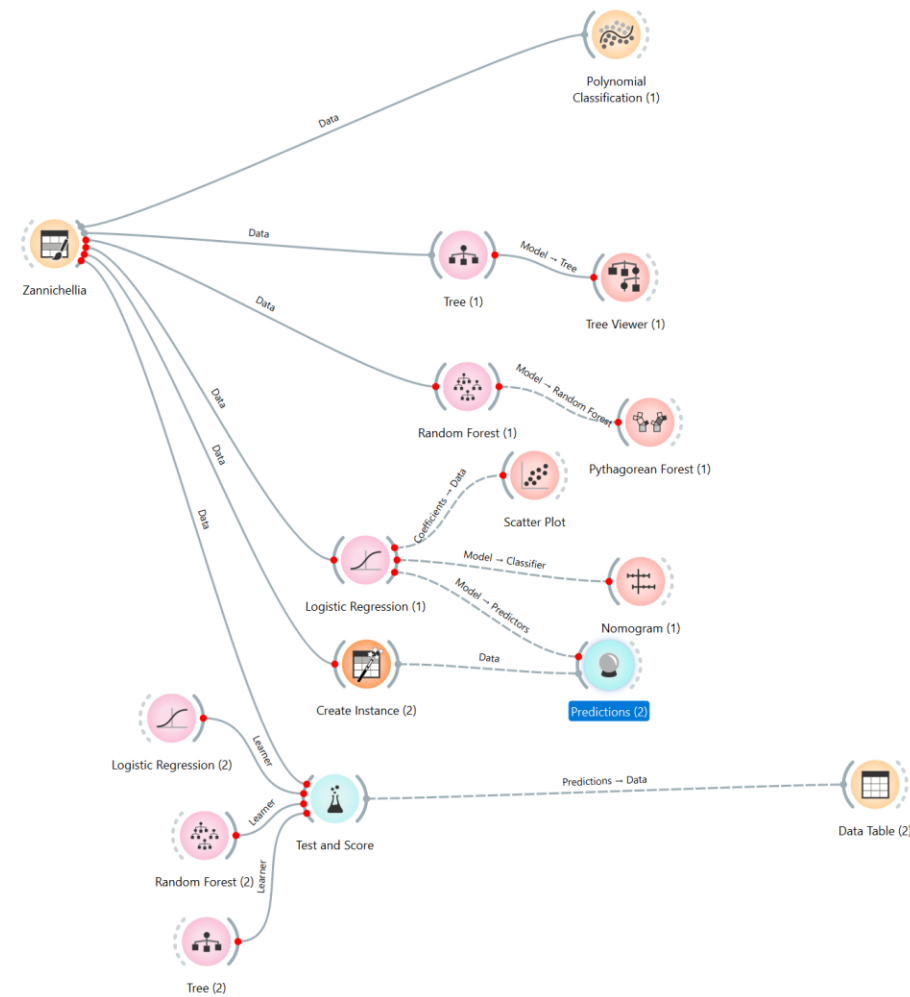 Polynomial
Classification (1)
Data
Zannichellia
Data
Tree (1)
Model → Tree
Tree Viewer (1)
Data
Random Forest (1)
Model → Random Forest
Pythagorean Forest (1)
Data
Coefficients → Data
Scatter Plot
Data
Logistic Regression (1)
Model → Classifier
Nomogram (1)
Model → Predictors
Data
Create Instance (2)
Data
Predictions (2)
Logistic Regression (2)
Learner
Test and Score
Predictions → Data
Data Table (2)
Random Forest (2)
Learner
Tree (2)
Learner